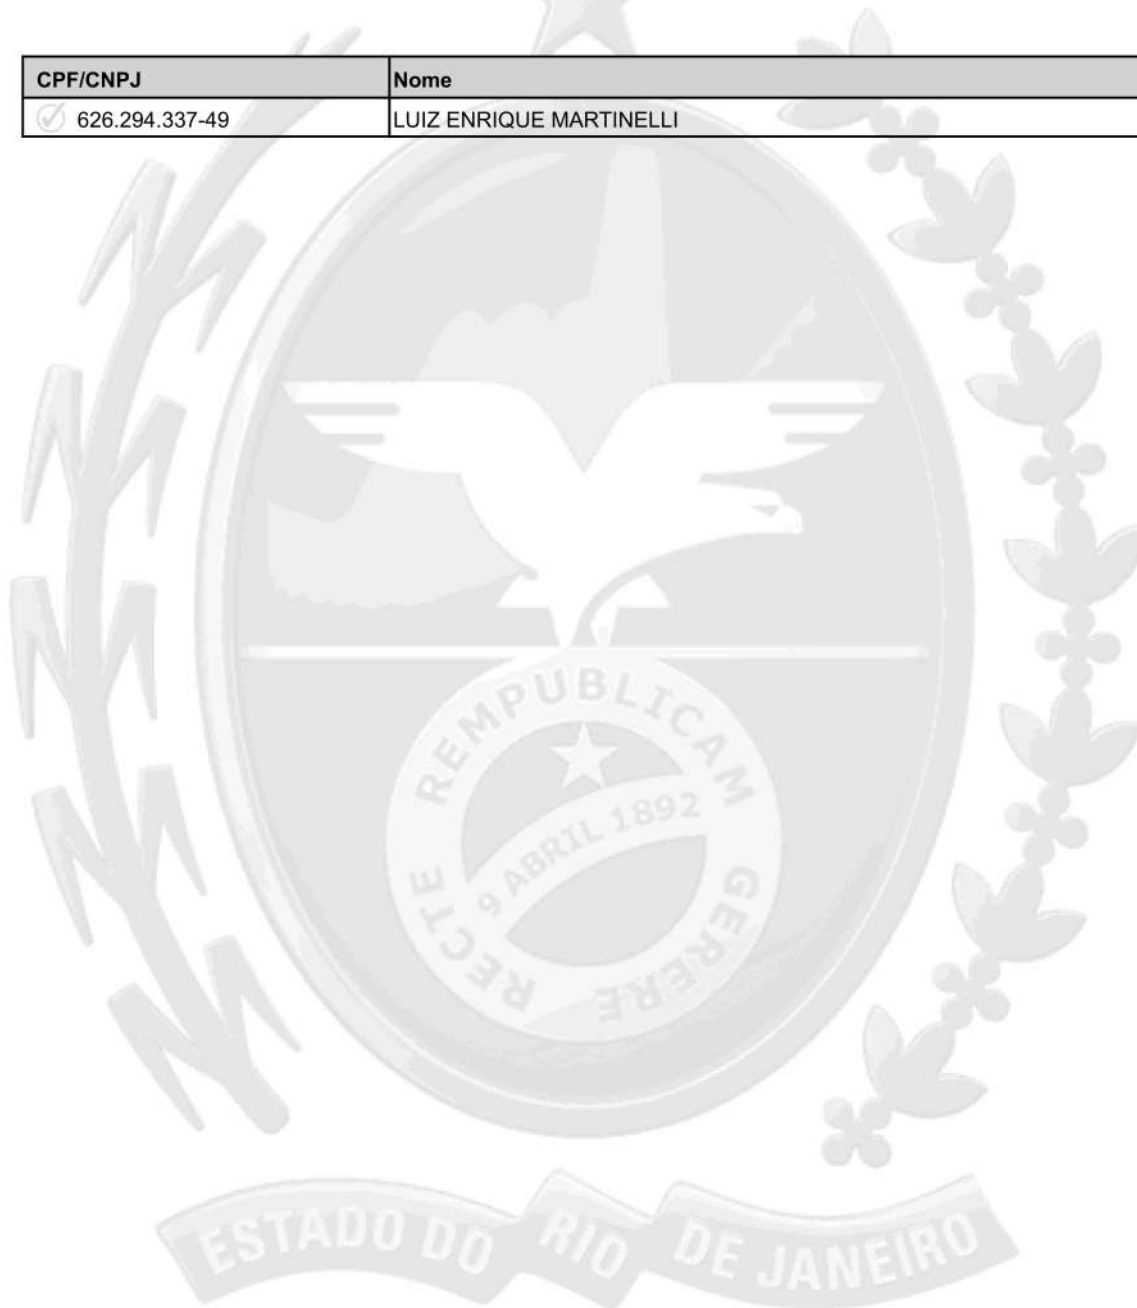 CPF/CNPJ Nome
626.294.337-49 LUIZ ENRIQUE MARTINELLI
RECTE REMPUBLICAM GERERE
9 ABRIL 1892
ESTADO DO RIO DE JANEIRO